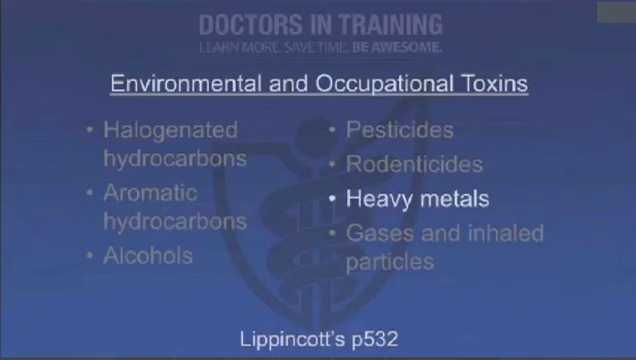 DOCTORS IN TRAINING
LEARN MORE. SAVE TIME. BE AWESOME.
Environmental and Occupational Toxins
• Halogenated
hydrocarbons
• Aromatic
hydrocarbons
• Alcohols
• Pesticides
• Rodenticides
• Heavy metals
• Gases and inhaled
particles
Lippincott's p532